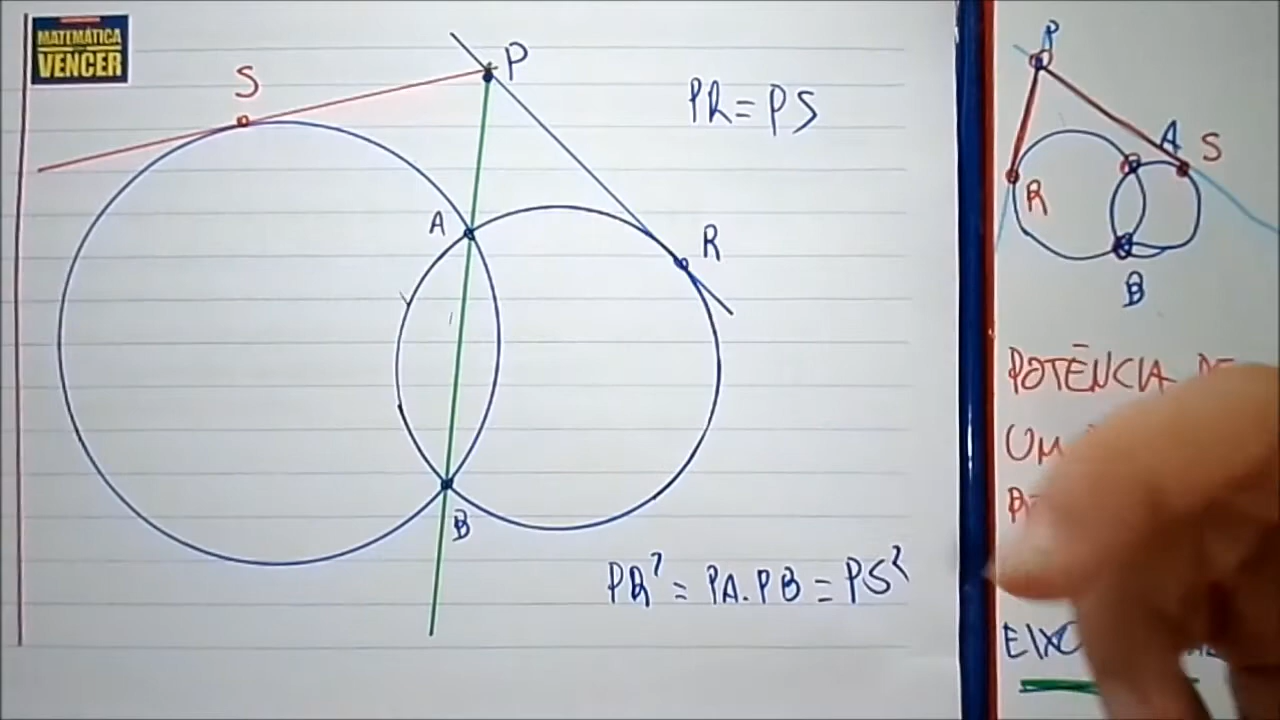 MATEMÁTICA
VENCER
S
P
PR = PS
A
R
B
PR² = PA.PB = PS²
P
A
S
R
B
POTÊNCIA